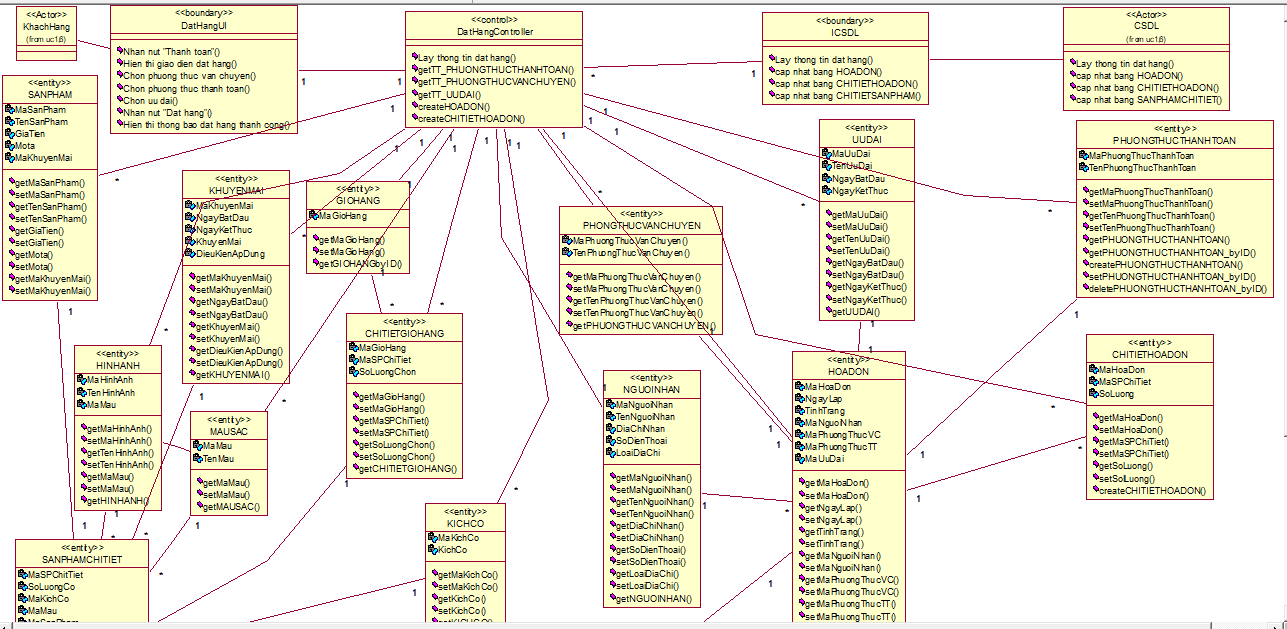 <<Actor>>
KhachHang
(from uc1,6)
<<boundary>>
DatHangUI
Nhan nut "Thanh toan"()
Hien thi giao dien dat hang()
Chon phuong thuc van chuyen()
Chon phuong thuc thanh toan()
Chon uu dai()
Nhan nut "Dat hang"()
Hien thi thong bao dat hang thanh cong()
<<control>>
DatHangController
Lay thong tin dat hang()
getTT_PHUONGTHUCTHANHTOAN()
getTT_PHUONGTHUCVANCHUYEN()
getTT_UUDAI()
createHOADON()
createCHITIETHOADON()
<<boundary>>
ICSDL
Lay thong tin dat hang()
cap nhat bang HOADON()
cap nhat bang CHITIETHOADON()
cap nhat bang CHITIETSANPHAM()
<<Actor>>
CSDL
(from uc1,6)
Lay thong tin dat hang()
cap nhat bang HOADON()
cap nhat bang CHITIETHOADON()
cap nhat bang SANPHAMCHITIET()
<<entity>>
SANPHAM
MaSanPham
TenSanPham
GiaTien
Mota
MaKhuyenMai
getMaSanPham()
setMaSanPham()
getTenSanPham()
setTenSanPham()
getGiaTien()
setGiaTien()
getMota()
setMota()
getMaKhuyenMai()
setMaKhuyenMai()
<<entity>>
KHUYENMAI
MaKhuyenMai
NgayBatDau
NgayKetThuc
KhuyenMai
DieuKienApDung
getMaKhuyenMai()
setMaKhuyenMai()
getNgayBatDau()
setNgayBatDau()
getKhuyenMai()
setKhuyenMai()
getDieuKienApDung()
setDieuKienApDung()
getKHUYENMAI()
<<entity>>
GIOHANG
MaGioHang
getMaGioHang()
setMaGioHang()
getGIOHANGbyID()
<<entity>>
PHONGTHUCVANCHUYEN
MaPhuongThucVanChuyen
TenPhuongThucVanChuyen
getMaPhuongThucVanChuyen()
setMaPhuongThucVanChuyen()
getTenPhuongThucVanChuyen()
setTenPhuongThucVanChuyen()
getPHUONGTHUCVANCHUYEN()
<<entity>>
UUDAI
MaUuDai
TenUuDai
NgayBatDau
NgayKetThuc
getMaUuDai()
setMaUuDai()
getTenUuDai()
setTenUuDai()
getNgayBatDau()
setNgayBatDau()
getNgayKetThuc()
setNgayKetThuc()
getUUDAI()
<<entity>>
PHUONGTHUCTHANHTOAN
MaPhuongThucThanhToan
TenPhuongThucThanhToan
getMaPhuongThucThanhToan()
setMaPhuongThucThanhToan()
getTenPhuongThucThanhToan()
setTenPhuongThucThanhToan()
getPHUONGTHUCTHANHTOAN()
getPHUONGTHUCTHANHTOAN_byID()
createPHUONGTHUCTHANHTOAN()
setPHUONGTHUCTHANHTOAN_byID()
deletePHUONGTHUCTHANHTOAN_byID()
<<entity>>
HINHANH
MaHinhAnh
TenHinhAnh
MaMau
getMaHinhAnh()
setMaHinhAnh()
getTenHinhAnh()
setTenHinhAnh()
getMaMau()
setMaMau()
getHINHANH()
<<entity>>
MAUSAC
MaMau
TenMau
getMaMau()
setMaMau()
getMAUSAC()
<<entity>>
CHITIETGIOHANG
MaGioHang
MaSPChiTiet
SoLuongChon
getMaGioHang()
setMaGioHang()
getMaSPChiTiet()
setMaSPChiTiet()
getSoLuongChon()
setSoLuongChon()
getCHITIETGIOHANG()
<<entity>>
NGUOINHAN
MaNguoiNhan
TenNguoiNhan
DiaChiNhan
SoDienThoai
LoaiDiaChi
getMaNguoiNhan()
setMaNguoiNhan()
getTenNguoiNhan()
setTenNguoiNhan()
getDiaChiNhan()
setDiaChiNhan()
getSoDienThoai()
setSoDienThoai()
getLoaiDiaChi()
setLoaiDiaChi()
getNGUOINHAN()
<<entity>>
HOADON
MaHoaDon
NgayLap
TinhTrang
MaNguoiNhan
MaPhuongThucVC
MaPhuongThucTT
MaUuDai
getMaHoaDon()
setMaHoaDon()
getNgayLap()
setNgayLap()
getTinhTrang()
setTinhTrang()
getMaNguoiNhan()
setMaNguoiNhan()
getMaPhuongThucVC()
setMaPhuongThucVC()
getMaPhuongThucTT()
setMaPhuongThucTT()
<<entity>>
CHITIETHOADON
MaHoaDon
MaSPChiTiet
SoLuong
getMaHoaDon()
setMaHoaDon()
getMaSPChiTiet()
setMaSPChiTiet()
getSoLuong()
setSolLuong()
createCHITIETHOADON()
<<entity>>
KICHCO
MaKichCo
KichCo
getMaKichCo()
setMaKichCo()
getKichCo()
setKichCo()
<<entity>>
SANPHAMCHITIET
MaSPChitTiet
SoLuongCo
MaKichCo
MaMau